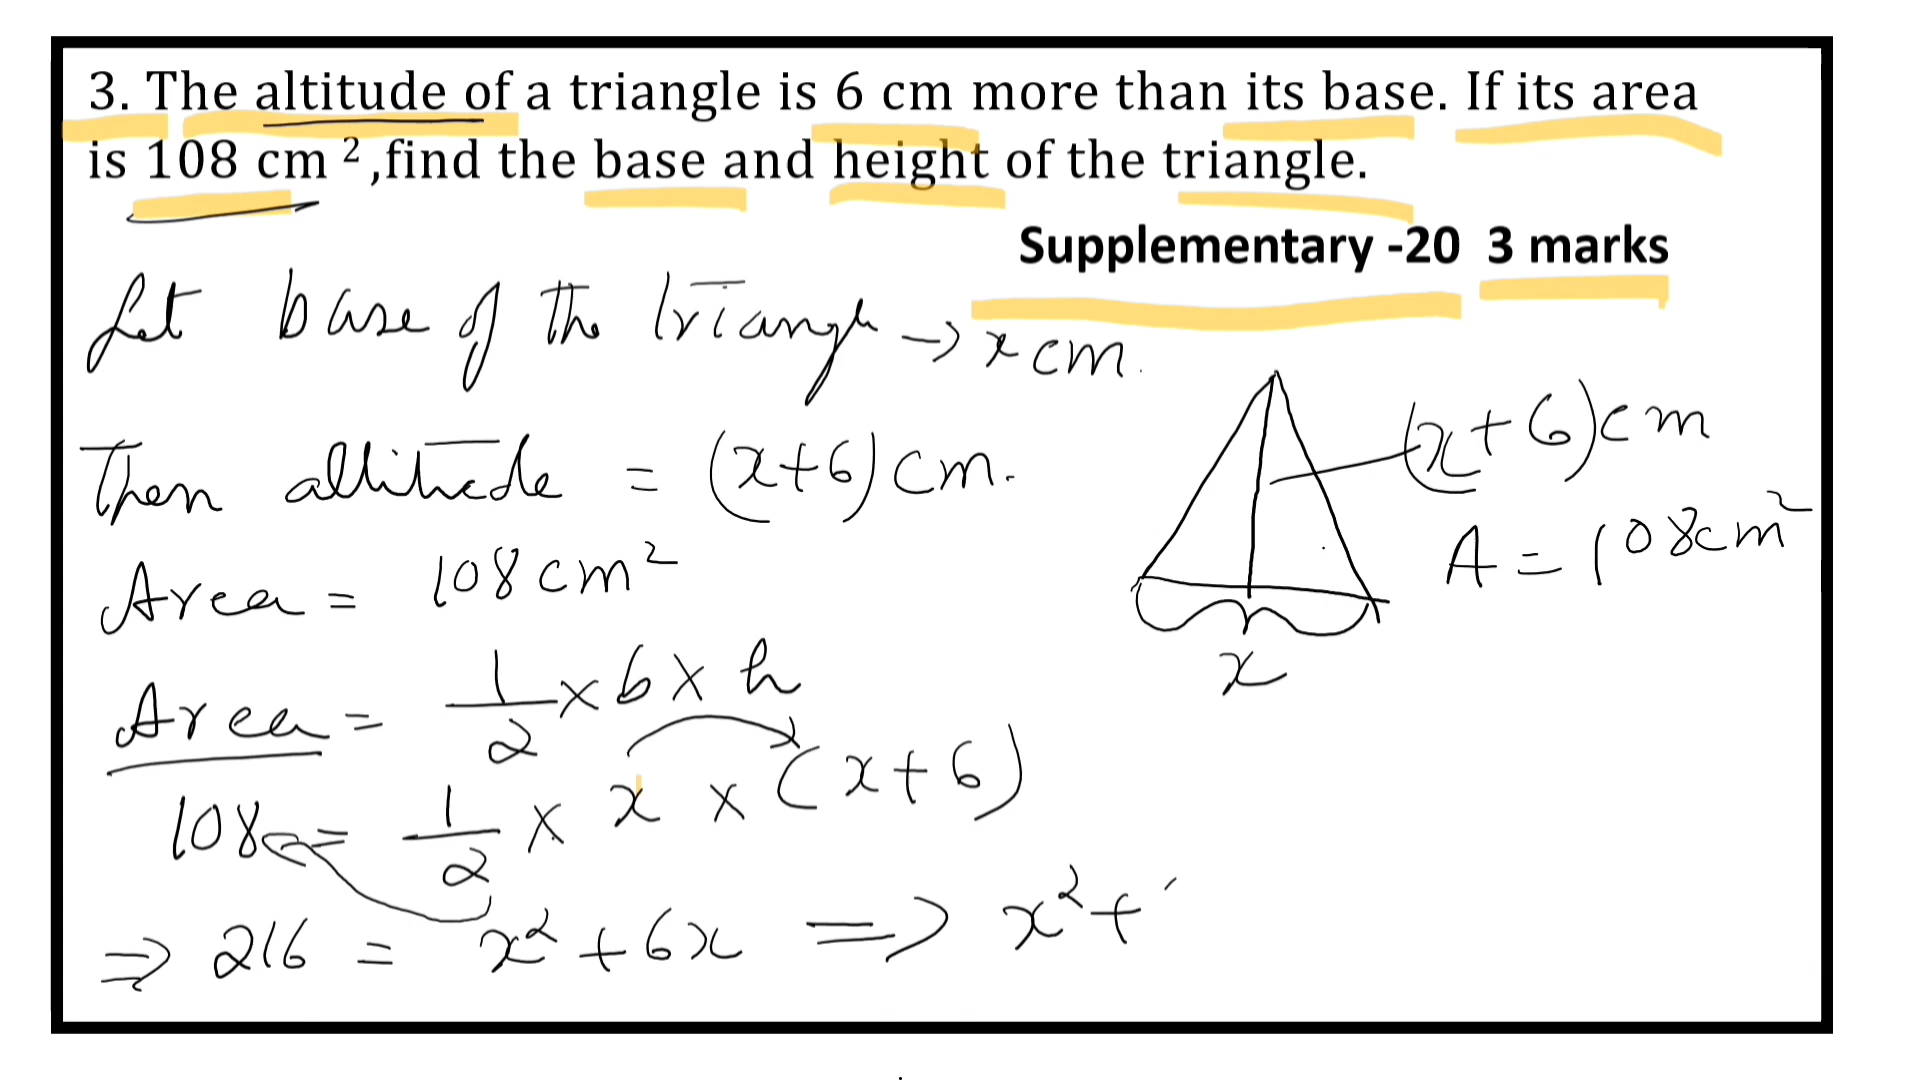 3. The altitude of a triangle is 6 cm more than its base. If its area
is 108 cm ²,find the base and height of the triangle.
Supplementary -20 3 marks
Let base of the triangle → x cm.
Then altitude = (x+6) cm.
(x+6) cm
Area = 108 cm²
A = 108cm²
x
Area = 1/2 × b × h
108 = 1/2 × x × (x+6)
⇒ 216 = x² + 6x ⇒ x² +